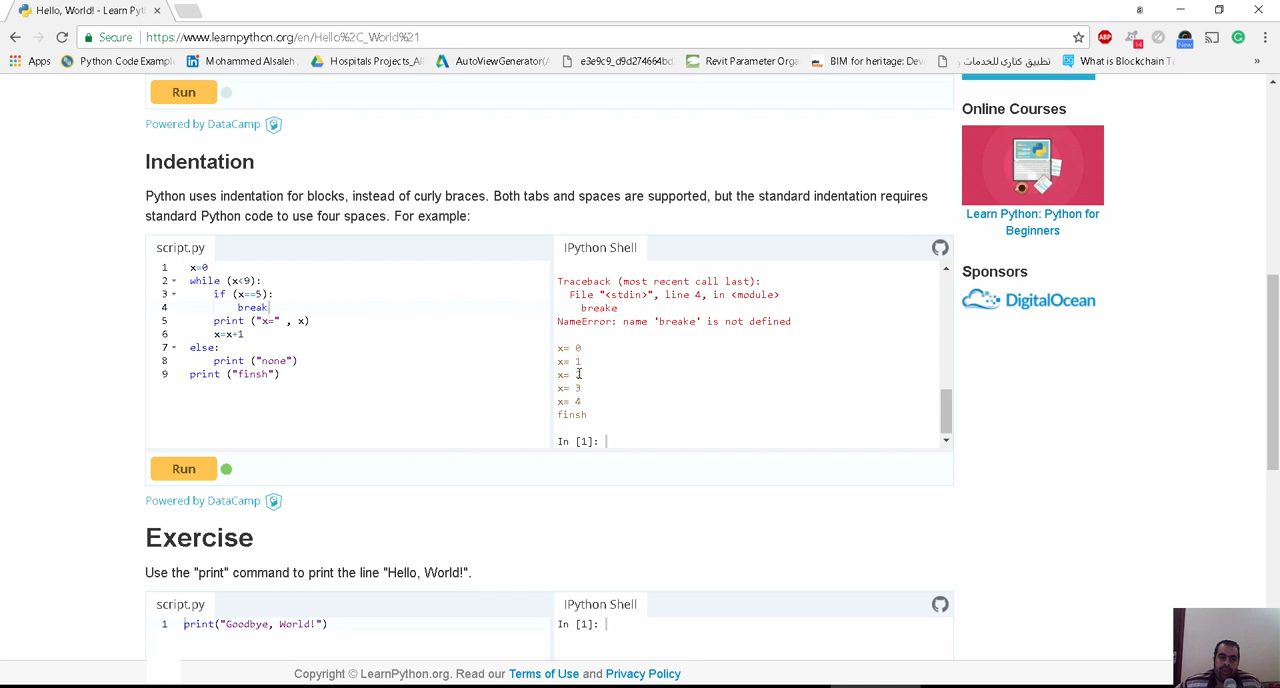 Hello, World! - Learn Pyt
Secure https://www.learnpython.org/en/Hello%2C_World%21
ABP 14 New
Apps Python Code Exampl Mohammed Alsaleh HospitalsProjects_Al AutoViewGenerator(A e3e9c9_d9d274664bd Revit Parameter Orga BIM for heritage: Dev تطبيق كناري للخدمات What is Blockchain T »
Run
Powered by DataCamp
Online Courses
Learn Python: Python for
Beginners
Sponsors
DigitalOcean
Indentation
Python uses indentation for blocks, instead of curly braces. Both tabs and spaces are supported, but the standard indentation requires
standard Python code to use four spaces. For example:
script.py
1 x=0
2 while (x<9):
3 if (x==5):
4 break
5 print ("x=" , x)
6 x=x+1
7 else:
8 print ("none")
9 print ("finsh")
IPython Shell
Traceback (most recent call last):
File "<stdin>", line 4, in <module>
breake
NameError: name 'breake' is not defined
x= 0
x= 1
x=
x= 3
x= 4
finsh
In [1]:
Run
Powered by DataCamp
Exercise
Use the "print" command to print the line "Hello, World!".
script.py
1 print("Goodbye, World!")
IPython Shell
In [1]:
Copyright © LearnPython.org. Read our Terms of Use and Privacy Policy